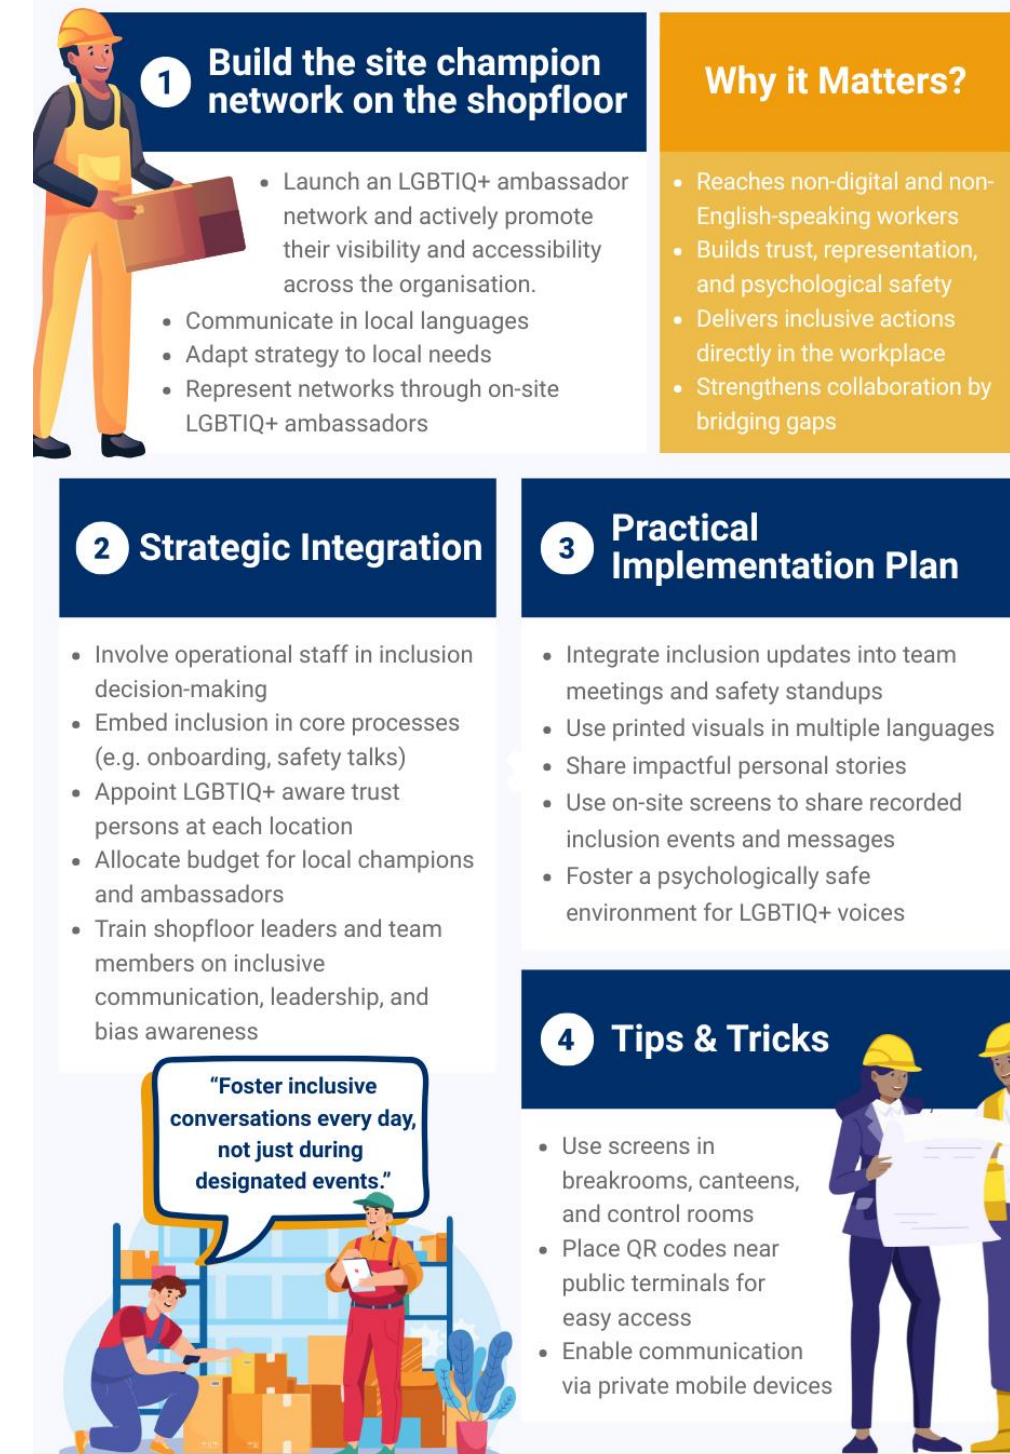 1
Build the site champion
network on the shopfloor
• Launch an LGBTIQ+ ambassador
network and actively promote
their visibility and accessibility
across the organisation.
• Communicate in local languages
• Adapt strategy to local needs
• Represent networks through on-site
LGBTIQ+ ambassadors
Why it Matters?
• Reaches non-digital and non-
English-speaking workers
• Builds trust, representation,
and psychological safety
• Delivers inclusive actions
directly in the workplace
• Strengthens collaboration by
bridging gaps
2 Strategic Integration
• Involve operational staff in inclusion
decision-making
• Embed inclusion in core processes
(e.g. onboarding, safety talks)
• Appoint LGBTIQ+ aware trust
persons at each location
• Allocate budget for local champions
and ambassadors
• Train shopfloor leaders and team
members on inclusive
communication, leadership, and
bias awareness
“Foster inclusive
conversations every day,
not just during
designated events.”
3
Practical
Implementation Plan
• Integrate inclusion updates into team
meetings and safety standups
• Use printed visuals in multiple languages
• Share impactful personal stories
• Use on-site screens to share recorded
inclusion events and messages
• Foster a psychologically safe
environment for LGBTIQ+ voices
4 Tips & Tricks
• Use screens in
breakrooms, canteens,
and control rooms
• Place QR codes near
public terminals for
easy access
• Enable communication
via private mobile devices